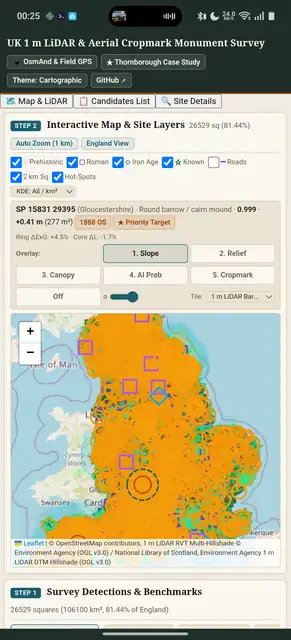 00:25
24.0 KB/s
UK 1 m LiDAR & Aerial Cropmark Monument Survey
OsmAnd & Field GPS
★ Thornborough Case Study
Theme: Cartographic
GitHub ↗
Map & LiDAR
Candidates List
Site Details
STEP 2 Interactive Map & Site Layers 26529 sq (81.44%)
Auto Zoom (1 km)
England View
Prehistoric
Roman
Iron Age
Known
Roads
2 km Sq
Hot-Spots
KDE: All / km²
SP 15831 29395 (Gloucestershire) · Round barrow / cairn mound · 0.999 ·
+0.41 m (277 m²) 1888 OS ★ Priority Target
Ring ΔExG: +4.5% · Core ΔL: -1.7%
Overlay:
1. Slope
2. Relief
3. Canopy
4. AI Prob
5. Cropmark
Off
α
Tile:
1 m LiDAR Bar...
+
−
Isle of Man
Swansea
Leaflet | © OpenStreetMap contributors, 1 m LiDAR RVT Multi-Hillshade ©
Environment Agency (OGL v3.0) / National Library of Scotland, Environment Agency 1 m
LiDAR DTM Hillshade (OGL v3.0)
STEP 1 Survey Detections & Benchmarks
26529 squares (106100 km², 81.44% of England)